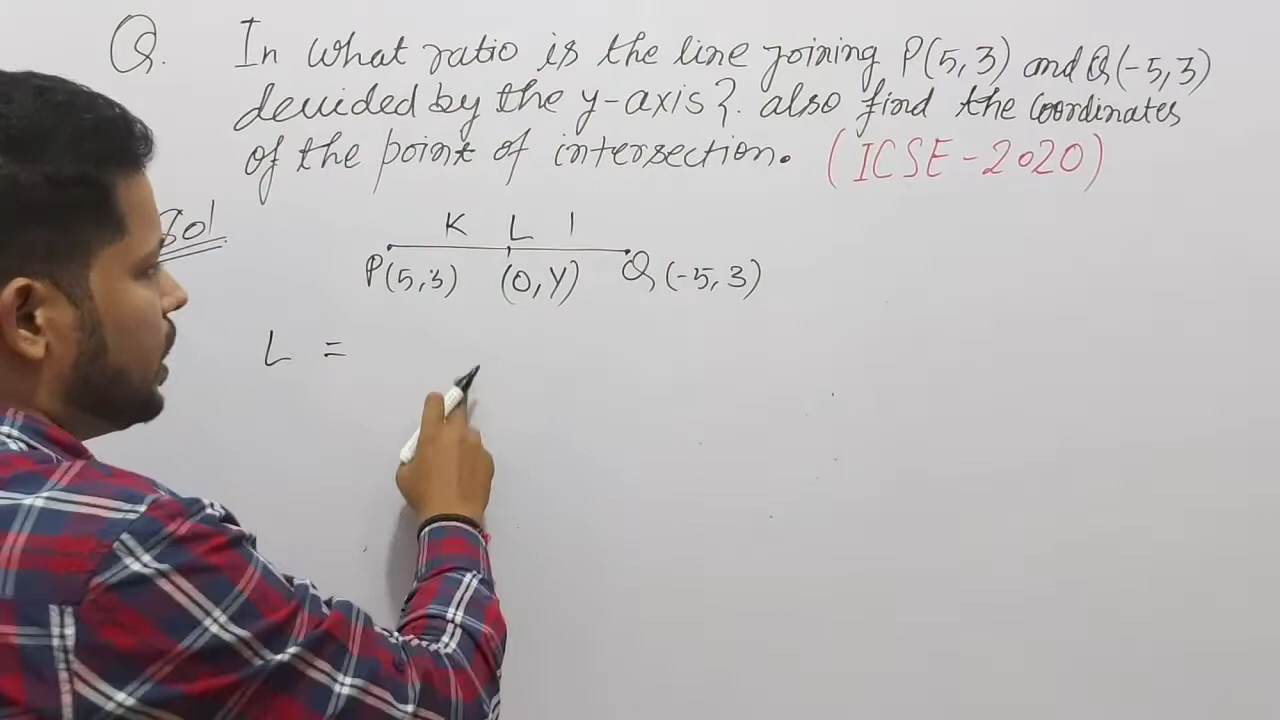 Q. In what ratio is the line joining P(5,3) and Q(-5,3)
decided by the y-axis?. also find the coordinates
of the point of intersection. (ICSE-2020)
Sol
K L 1
P(5,3) (0,Y) Q(-5,3)
L =